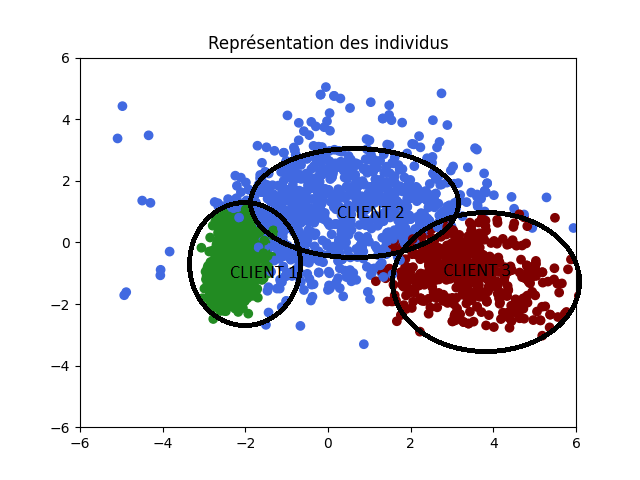 Représentation des individus
6
4
2
0
−2
−4
−6
CLIENT 2
CLIENT 1
CLIENT 3
−6 −4 −2 0 2 4 6